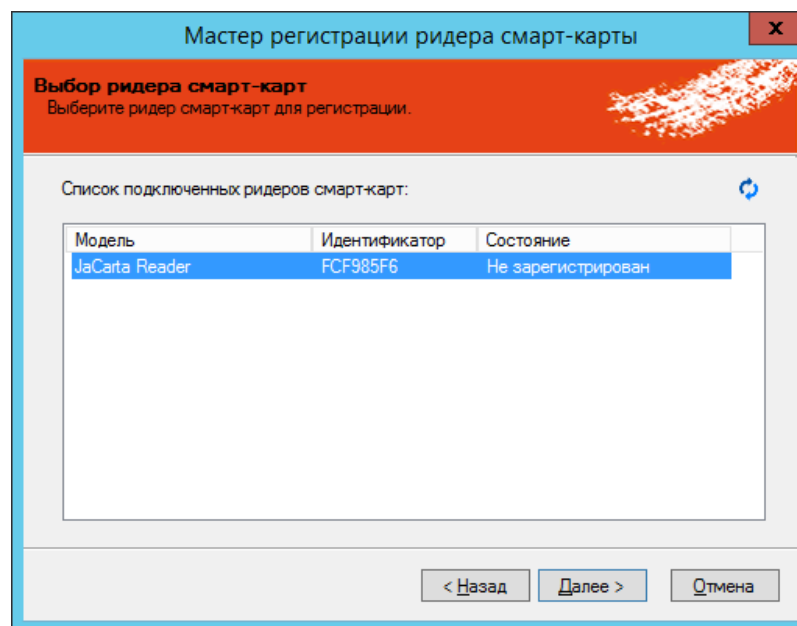 Мастер регистрации ридера смарт-карты
x
Выбор ридера смарт-карт
Выберите ридер смарт-карт для регистрации.
Список подключенных ридеров смарт-карт:
Модель Идентификатор Состояние
JaCarta Reader FCF985F6 Не зарегистрирован
< Назад Далее > Отмена